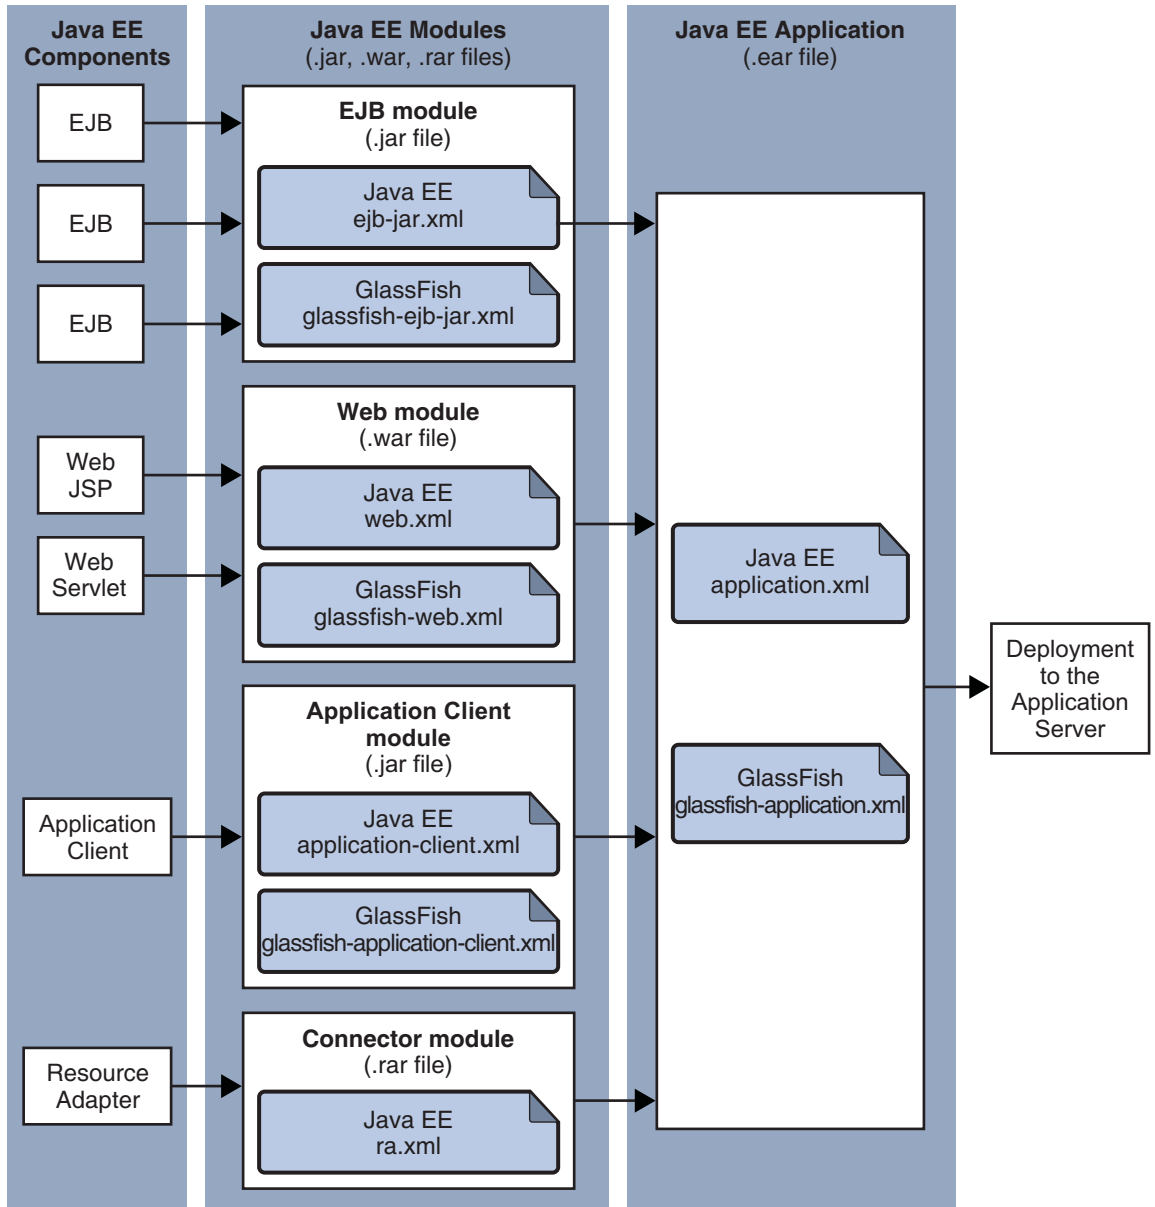 Java EE
Components
Java EE Modules
(.jar, .war, .rar files)
Java EE Application
(.ear file)
EJB
EJB
EJB
Web
JSP
Web
Servlet
Application
Client
Resource
Adapter
EJB module
(.jar file)
Java EE
ejb-jar.xml
GlassFish
glassfish-ejb-jar.xml
Web module
(.war file)
Java EE
web.xml
GlassFish
glassfish-web.xml
Application Client
module
(.jar file)
Java EE
application-client.xml
GlassFish
glassfish-application-client.xml
Connector module
(.rar file)
Java EE
ra.xml
Java EE
application.xml
GlassFish
glassfish-application.xml
Deployment
to the
Application
Server